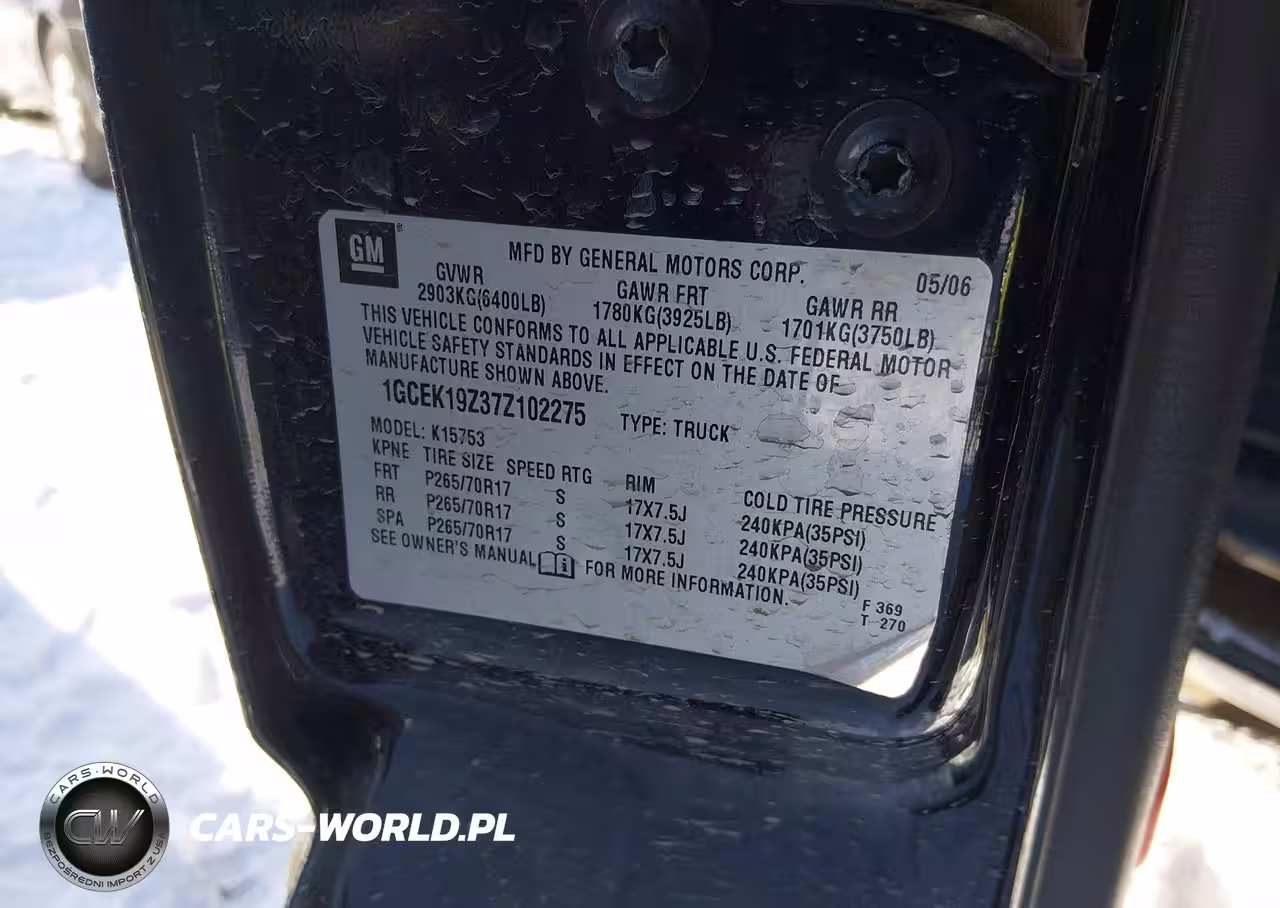 GM®
MFD BY GENERAL MOTORS CORP. 05/06
GVWR GAWR FRT GAWR RR
2903KG(6400LB) 1780KG(3925LB) 1701KG(3750LB)
THIS VEHICLE CONFORMS TO ALL APPLICABLE U.S. FEDERAL MOTOR
VEHICLE SAFETY STANDARDS IN EFFECT ON THE DATE OF
MANUFACTURE SHOWN ABOVE.
1GCEK19Z37Z102275 TYPE: TRUCK
MODEL: K15753
KPNE TIRE SIZE SPEED RTG RIM COLD TIRE PRESSURE
FRT P265/70R17 S 17X7.5J 240KPA(35PSI)
RR P265/70R17 S 17X7.5J 240KPA(35PSI)
SPA P265/70R17 S 17X7.5J 240KPA(35PSI)
SEE OWNER'S MANUAL i FOR MORE INFORMATION.
F 369
T 270
CARS-WORLD
CW
BEZPOŚREDNI IMPORT Z USA
CARS-WORLD.PL